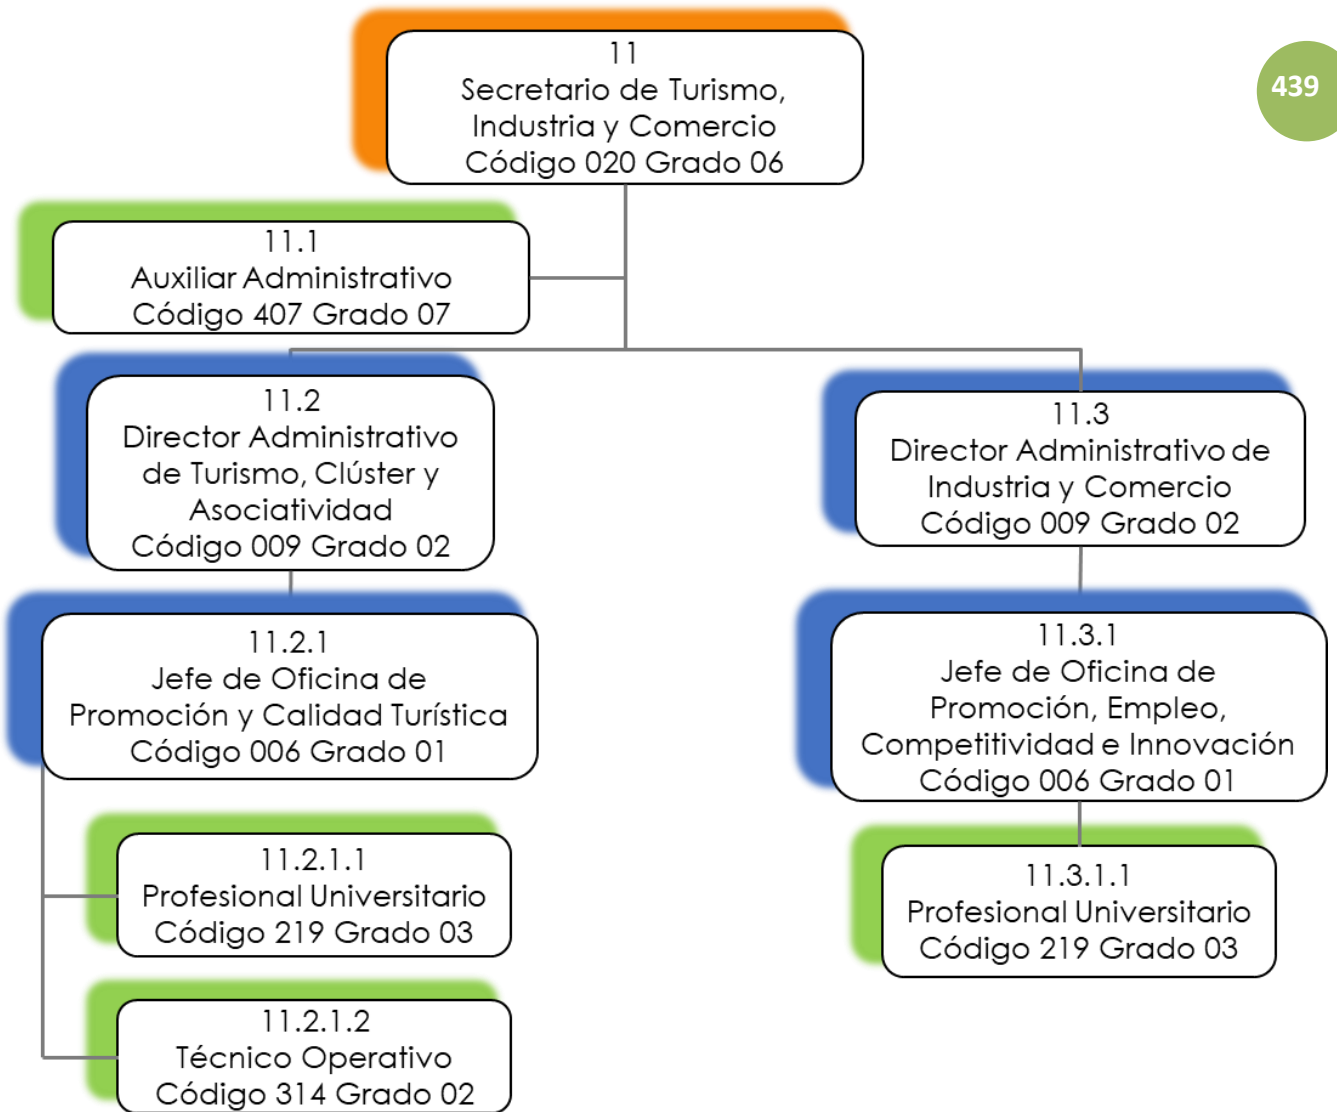 439
11
Secretario de Turismo,
Industria y Comercio
Código 020 Grado 06
11.1
Auxiliar Administrativo
Código 407 Grado 07
11.2
Director Administrativo
de Turismo, Clúster y
Asociatividad
Código 009 Grado 02
11.3
Director Administrativo de
Industria y Comercio
Código 009 Grado 02
11.2.1
Jefe de Oficina de
Promoción y Calidad Turística
Código 006 Grado 01
11.3.1
Jefe de Oficina de
Promoción, Empleo,
Competitividad e Innovación
Código 006 Grado 01
11.2.1.1
Profesional Universitario
Código 219 Grado 03
11.3.1.1
Profesional Universitario
Código 219 Grado 03
11.2.1.2
Técnico Operativo
Código 314 Grado 02